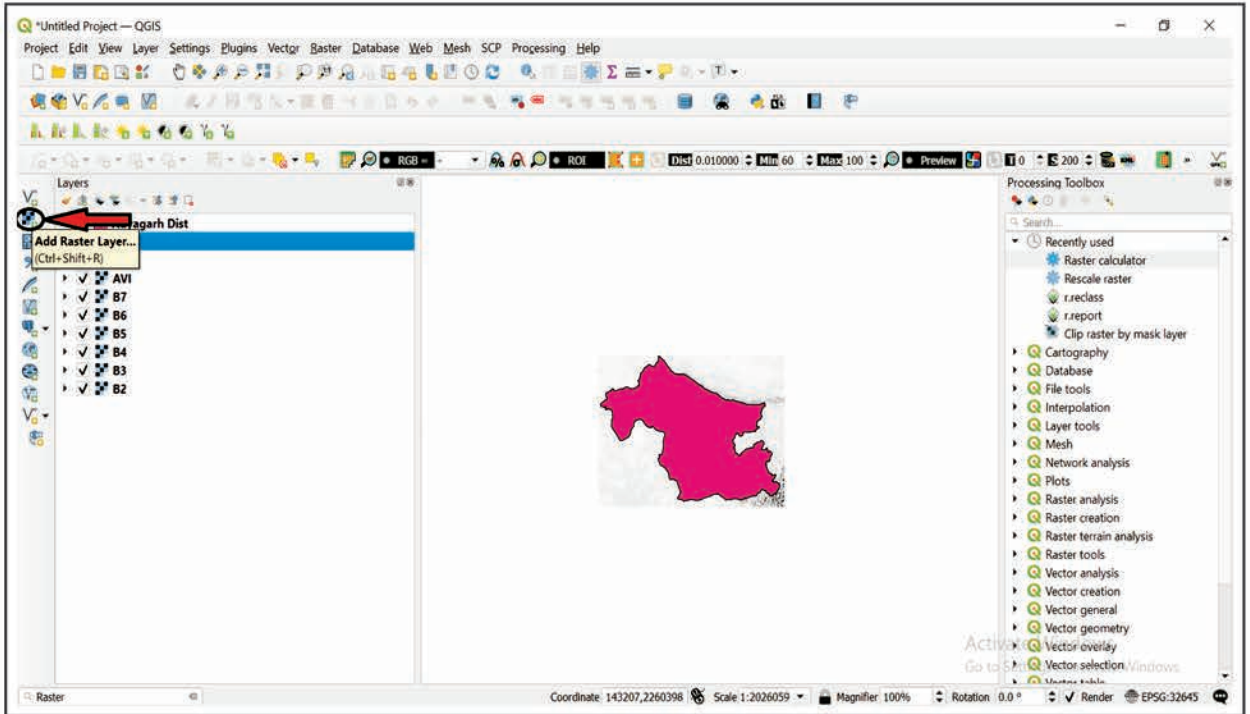 *Untitled Project — QGIS
Project Edit View Layer Settings Plugins Vector Raster Database Web Mesh SCP Processing Help
RGB = -
ROI
Dist 0.010000
Min 60
Max 100
Preview
T 0
S 200
Layers
agarh Dist
Add Raster Layer...
(Ctrl+Shift+R)
AVI
B7
B6
B5
B4
B3
B2
Processing Toolbox
Search...
Recently used
Raster calculator
Rescale raster
r.reclass
r.report
Clip raster by mask layer
Cartography
Database
File tools
Interpolation
Layer tools
Mesh
Network analysis
Plots
Raster analysis
Raster creation
Raster terrain analysis
Raster tools
Vector analysis
Vector creation
Vector general
Vector geometry
Vector overlay
Vector selection
Vector table
Activate Windows
Raster
Coordinate 143207,2260398
Scale 1:2026059
Magnifier 100%
Rotation 0.0 °
Render
EPSG:32645